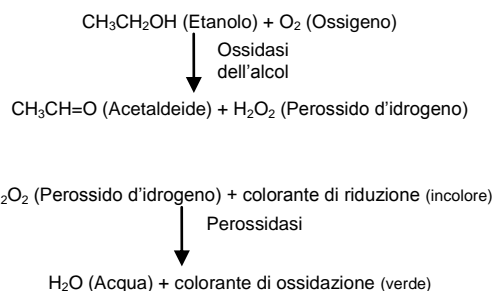 CH₃CH₂OH (Etanolo) + O₂ (Ossigeno)
Ossidasi
dell'alcol
CH₃CH=O (Acetaldeide) + H₂O₂ (Perossido d'idrogeno)
₂O₂ (Perossido d'idrogeno) + colorante di riduzione (incolore)
Perossidasi
H₂O (Acqua) + colorante di ossidazione (verde)